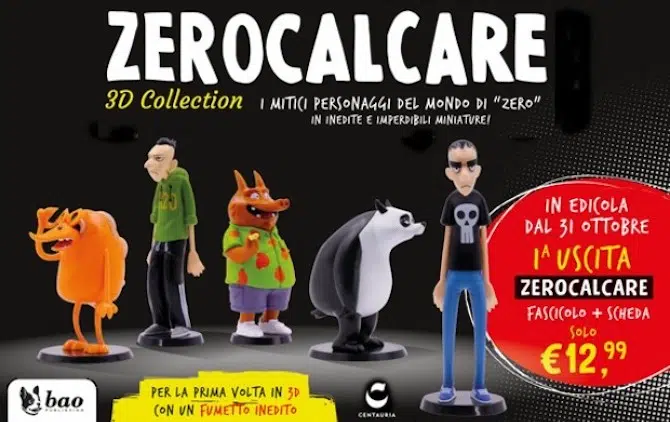 ZEROCALCARE
3D Collection
I MITICI PERSONAGGI DEL MONDO DI "ZERO"
IN INEDITE E IMPERDIBILI MINIATURE!
IN EDICOLA
DAL 31 OTTOBRE
1ª USCITA
ZEROCALCARE
FASCICOLO + SCHEDA
SOLO
€12,99
PER LA PRIMA VOLTA IN 3D
CON UN FUMETTO INEDITO
bao
PUBLISHING
CENTAURIA